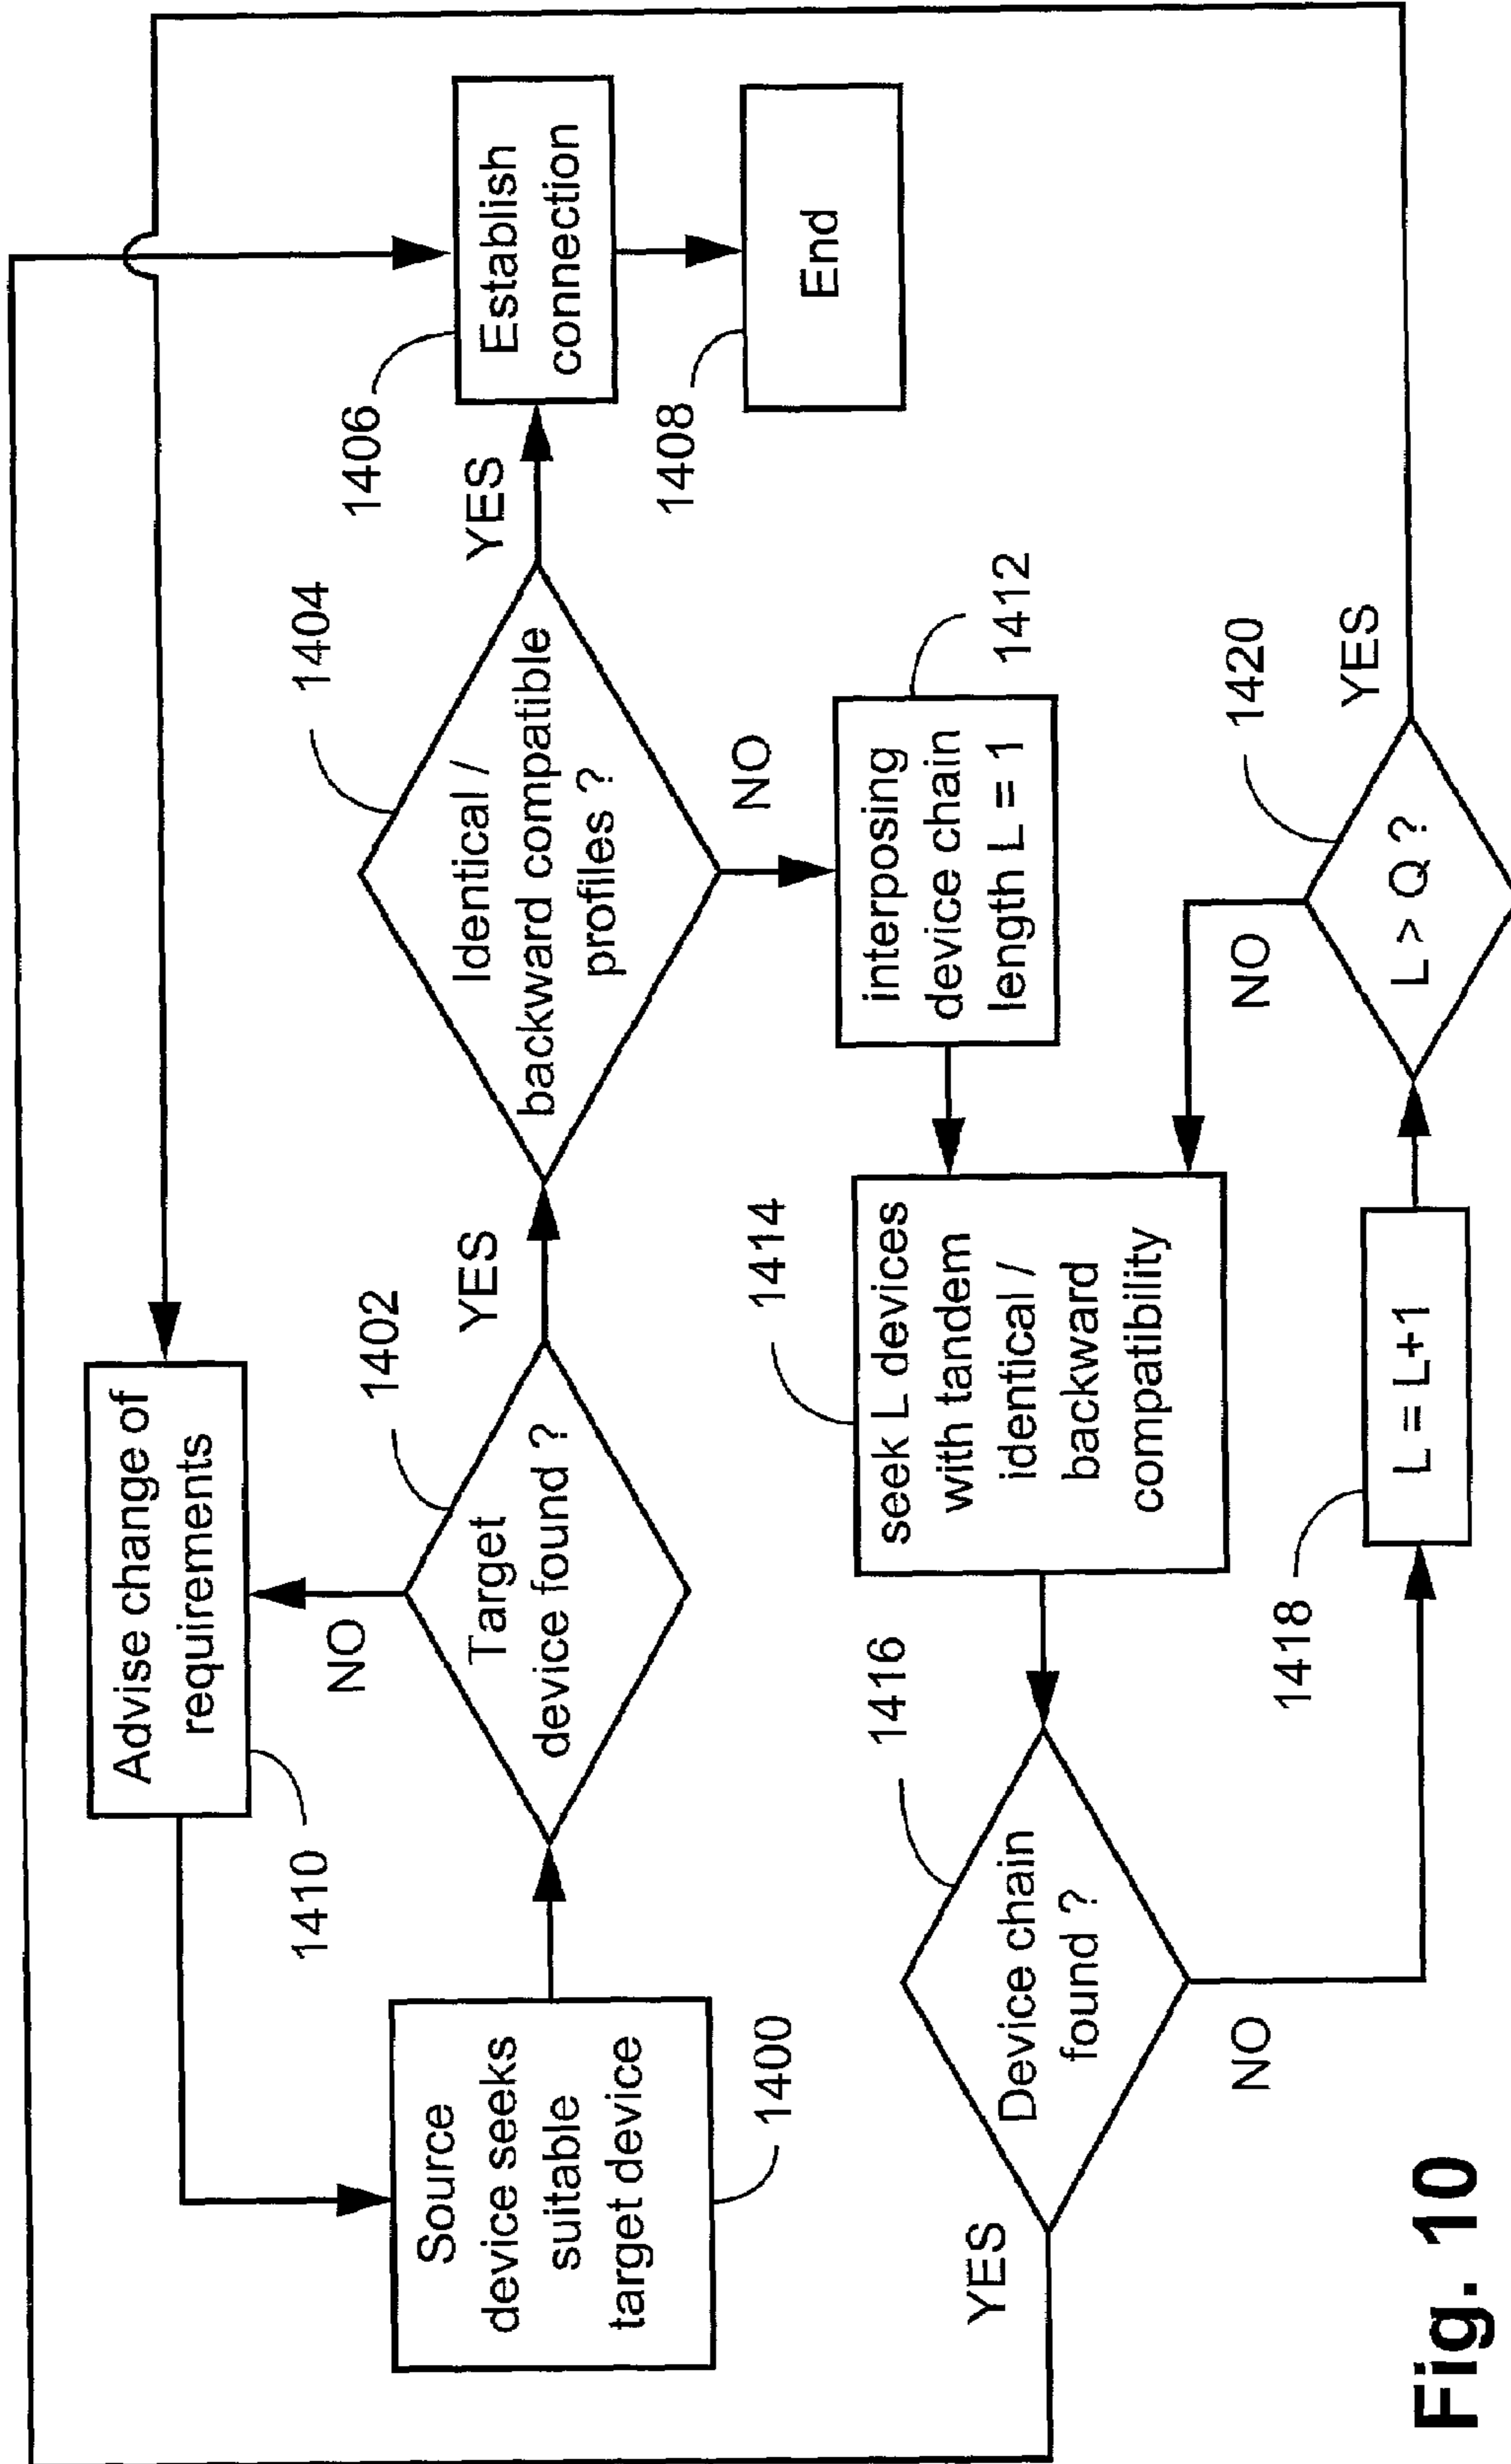 Advise change of
requirements
1410
NO
Source
device seeks
suitable
target device
1400
Target
device found ?
1402
YES
Identical /
backward compatible
profiles ?
1404
YES
Establish
connection
1406
End
1408
NO
interposing
device chain
length L = 1
1412
seek L devices
with tandem
identical /
backward
compatibility
1414
Device chain
found ?
1416
YES
NO
L = L+1
1418
L > Q ?
1420
NO
YES
Fig. 10